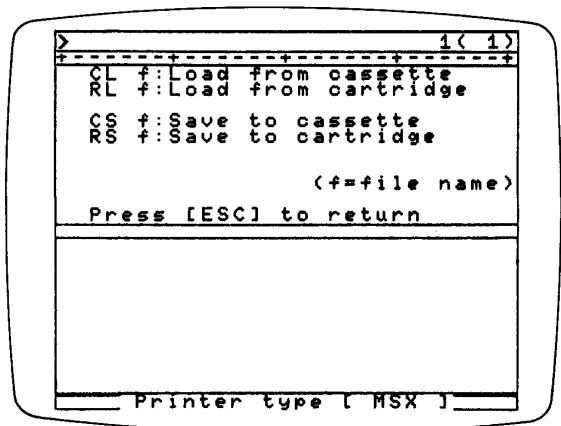 > 1( 1)
+-------+-------+-------+-------+
CL f:Load from cassette
RL f:Load from cartridge
CS f:Save to cassette
RS f:Save to cartridge
(f=file name)
Press [ESC] to return
Printer type [ MSX ]